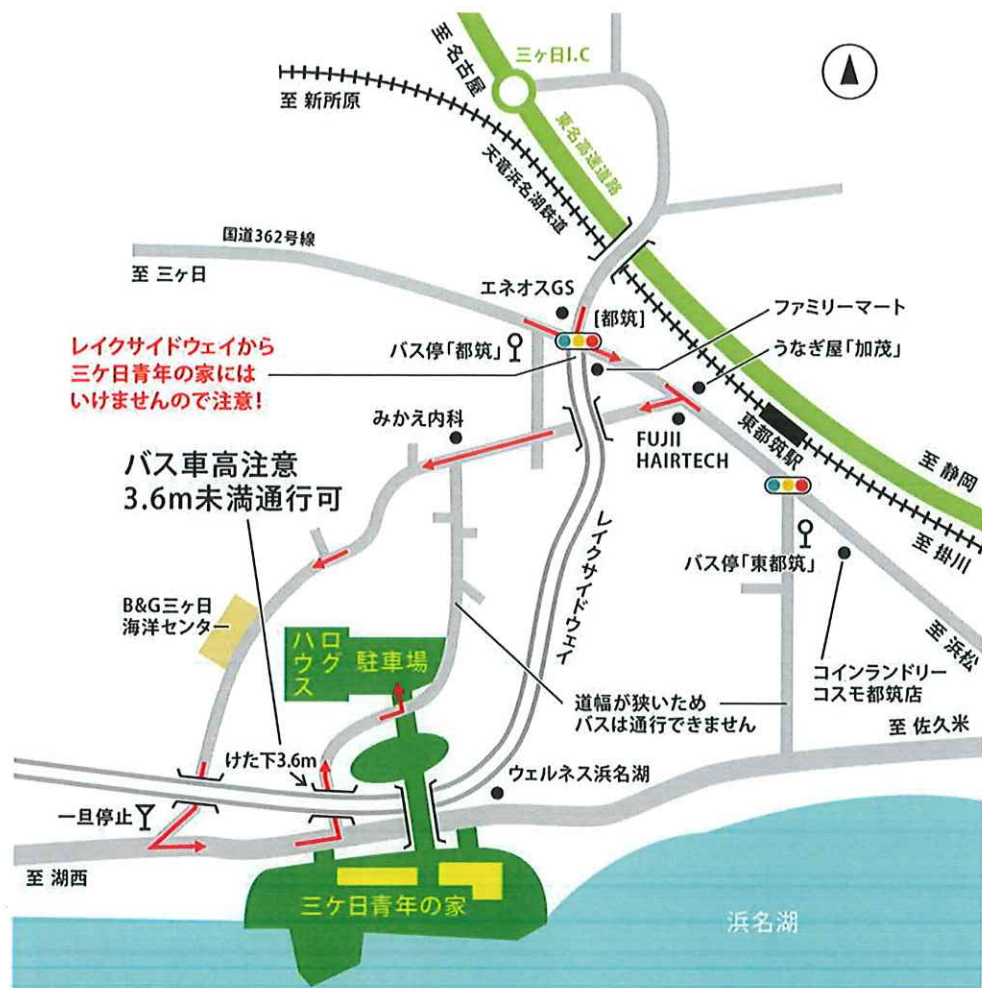 至 名古屋
三ヶ日I.C
至 新所原
東名高速道路
天竜浜名湖鉄道
国道362号線
至 三ヶ日
エネオスGS
[都筑]
ファミリーマート
バス停「都筑」
うなぎ屋「加茂」
レイクサイドウェイから
三ケ日青年の家には
いけませんので注意!
みかえ内科
FUJII
HAIRTECH
東都筑駅
至 静岡
至 掛川
バス車高注意
3.6m未満通行可
レイクサイドウェイ
バス停「東都筑」
B&G三ヶ日
海洋センター
至 浜松
コインランドリー
コスモ都筑店
ログ
ハウス
駐車場
道幅が狭いため
バスは通行できません
至 佐久米
けた下3.6m
ウェルネス浜名湖
一旦停止
至 湖西
三ケ日青年の家
浜名湖